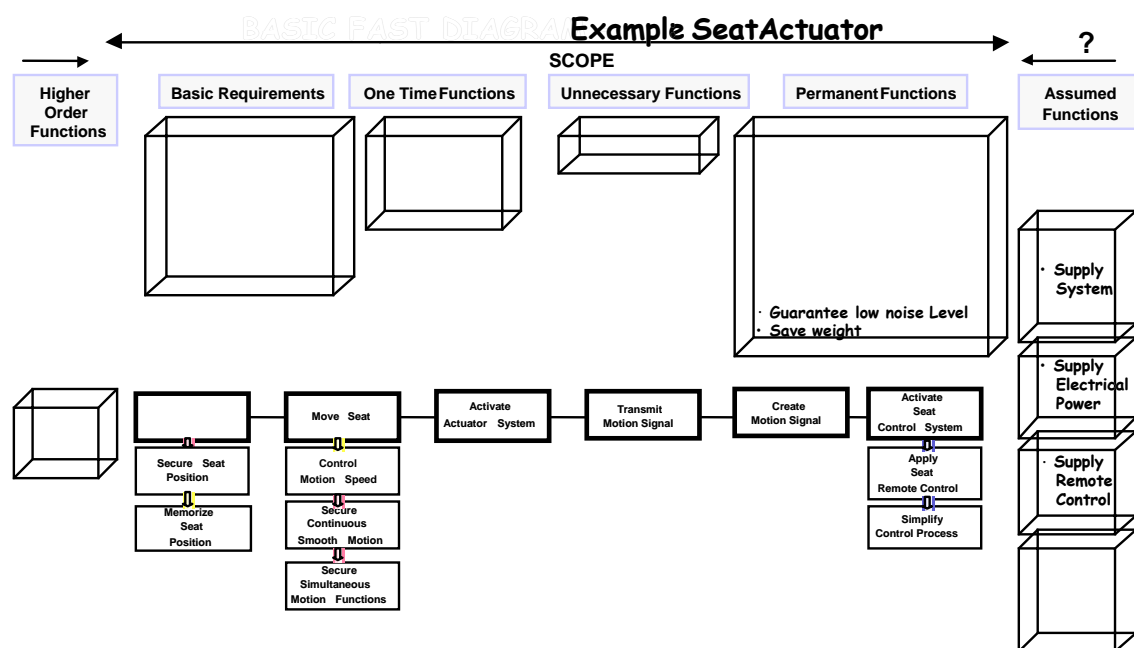 BASIC FAST DIAGRAM
Example SeatActuator
SCOPE
?
Higher
Order
Functions
Basic Requirements
One Time Functions
Unnecessary Functions
Permanent Functions
Assumed
Functions
· Guarantee low noise Level
· Save weight
· Supply
System
· Supply
Electrical
Power
· Supply
Remote
Control
Move Seat
Activate
Actuator System
Transmit
Motion Signal
Create
Motion Signal
Activate
Seat
Control System
Secure Seat
Position
Memorize
Seat
Position
Control
Motion Speed
Secure
Continuous
Smooth Motion
Secure
Simultaneous
Motion Functions
Apply
Seat
Remote Control
Simplify
Control Process